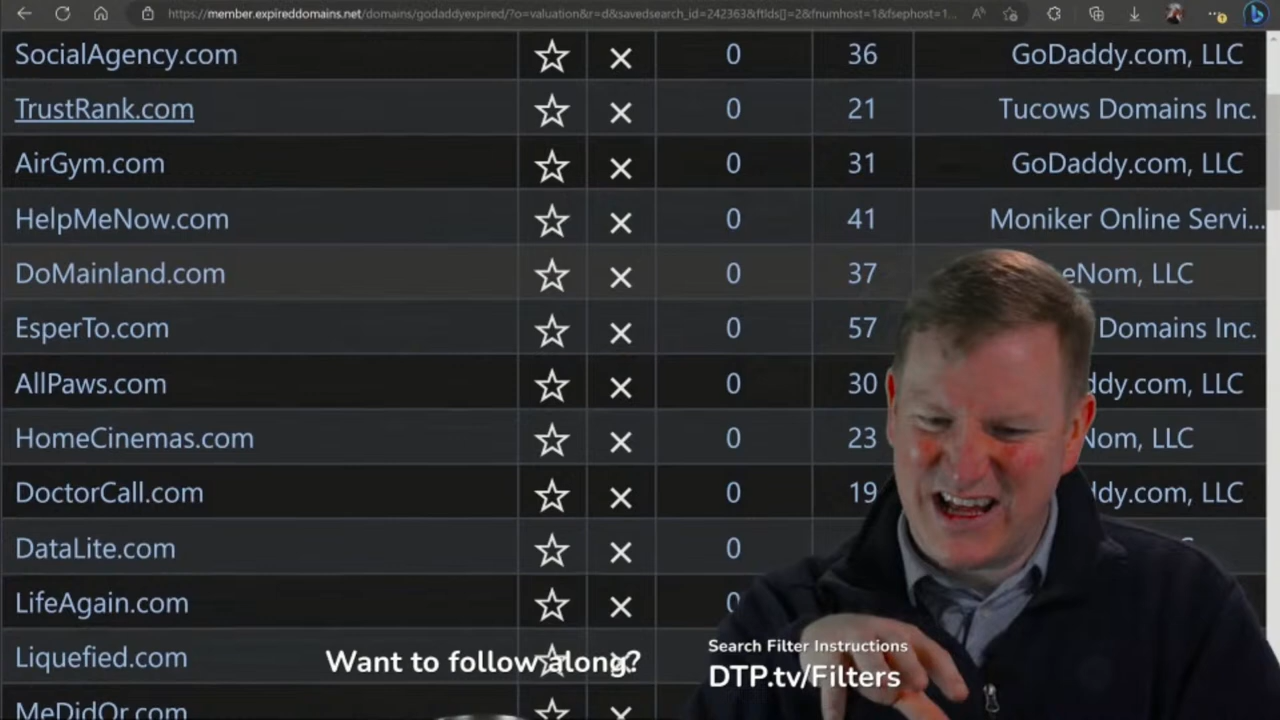 https://member.expireddomains.net/domains/godaddyexpired/?o=valuation&r=d&savedsearch_id=242363&ftlds[]=2&fnumhost=1&fsephost=1...
SocialAgency.com 0 36 GoDaddy.com, LLC
TrustRank.com 0 21 Tucows Domains Inc.
AirGym.com 0 31 GoDaddy.com, LLC
HelpMeNow.com 0 41 Moniker Online Servi...
DoMainland.com 0 37 eNom, LLC
EsperTo.com 0 57 Domains Inc.
AllPaws.com 0 30 ddy.com, LLC
HomeCinemas.com 0 23 Nom, LLC
DoctorCall.com 0 19 ddy.com, LLC
DataLite.com 0
LifeAgain.com 0
Liquefied.com
Want to follow along?
Search Filter Instructions
DTP.tv/Filters
MeDidOr.com